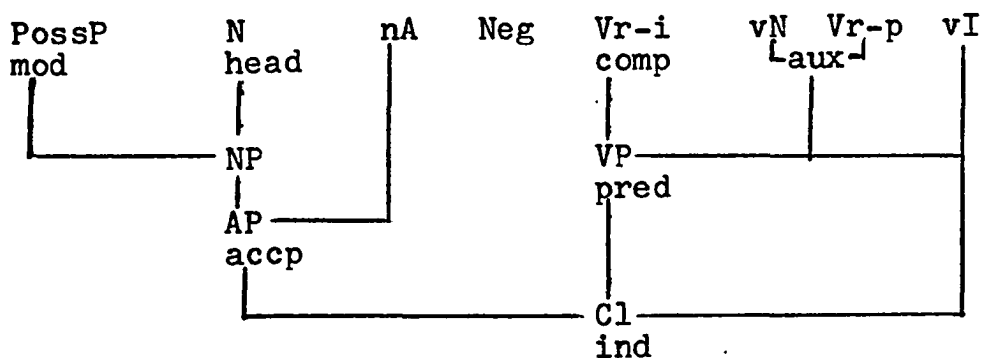 PossP N nA Neg Vr-i vN Vr-p vI
mod head comp aux
NP VP
pred
AP
accp
Cl
ind